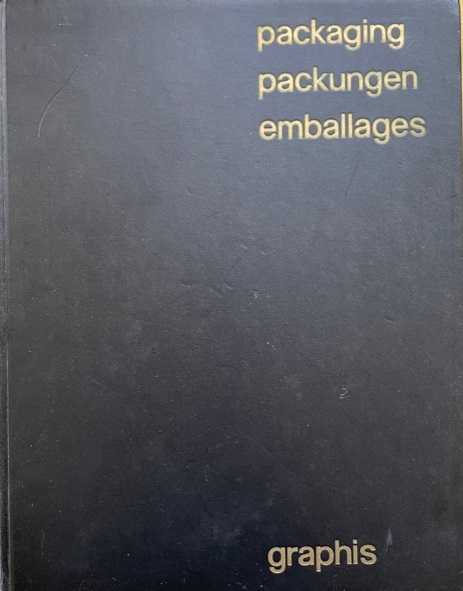 packaging
packungen
emballages
graphis